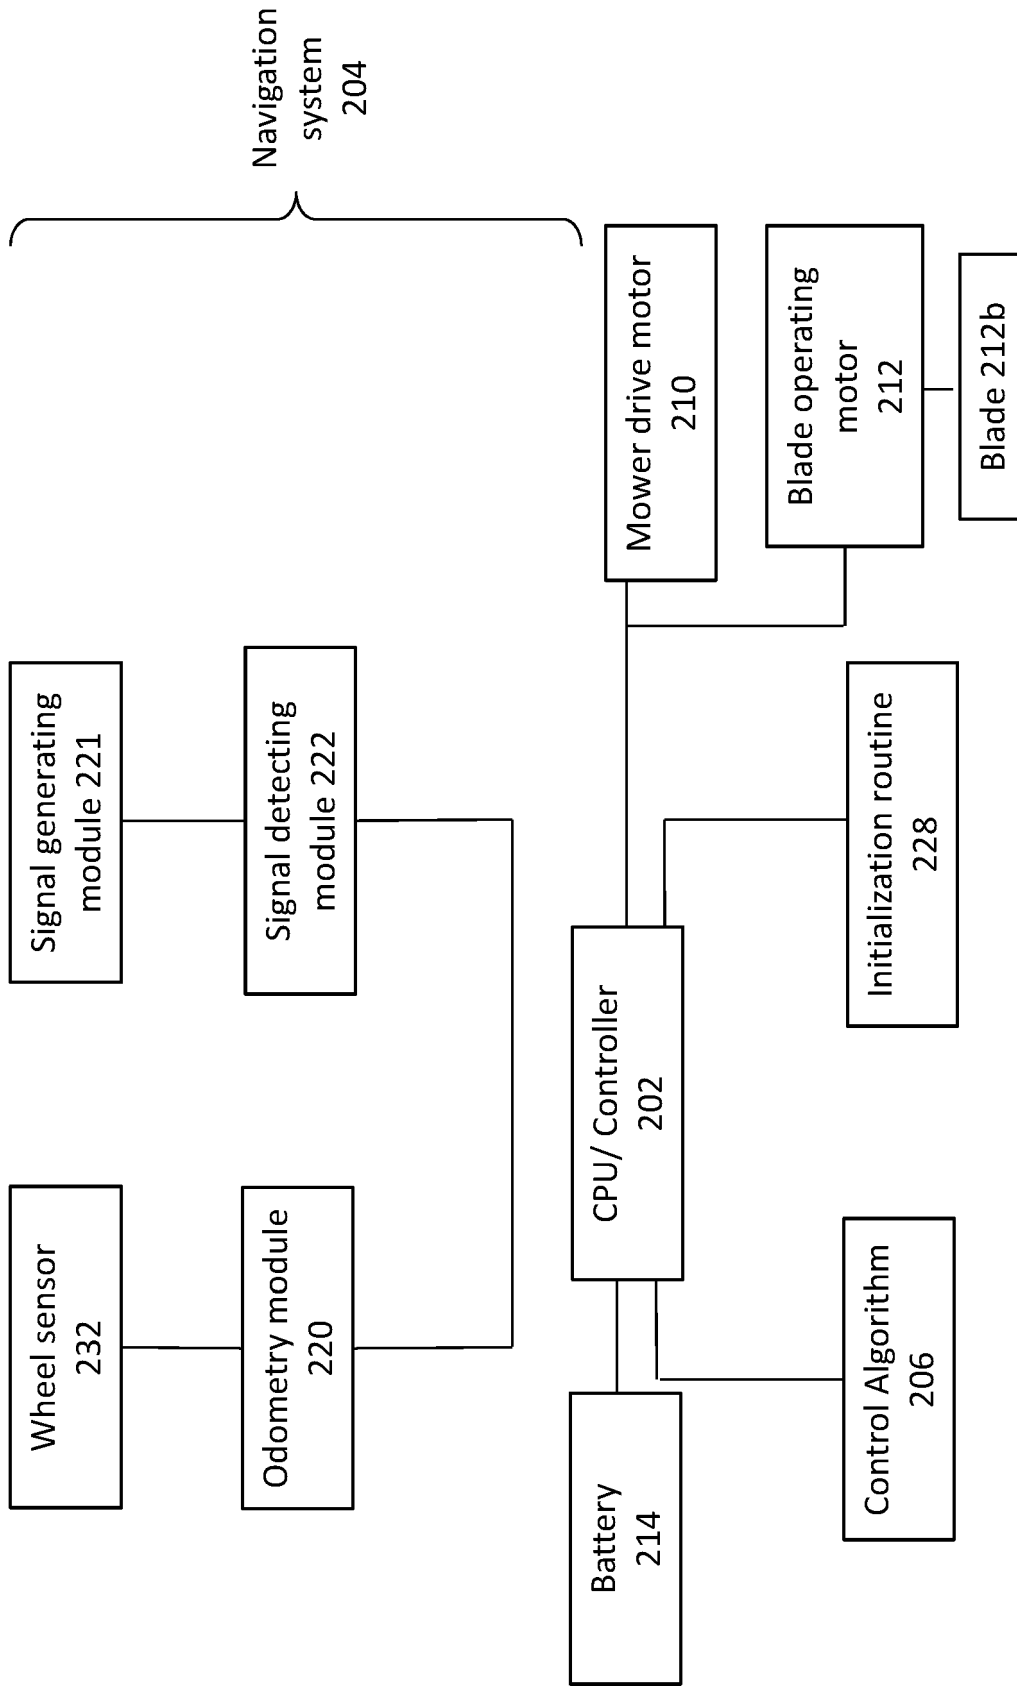 Wheel sensor
232
Signal generating
module 221
Odometry module
220
Signal detecting
module 222
Navigation
system
204
Battery
214
CPU/ Controller
202
Mower drive motor
210
Control Algorithm
206
Initialization routine
228
Blade operating
motor
212
Blade 212b